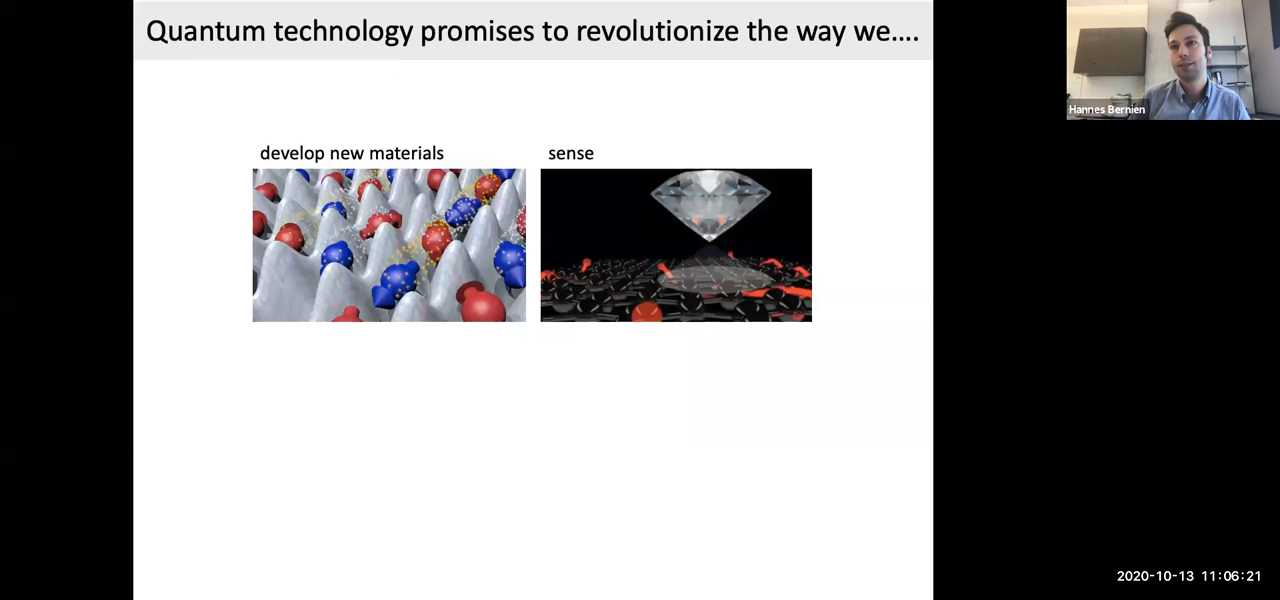 Quantum technology promises to revolutionize the way we....
develop new materials
sense
Hannes Bernien
2020-10-13 11:06:21